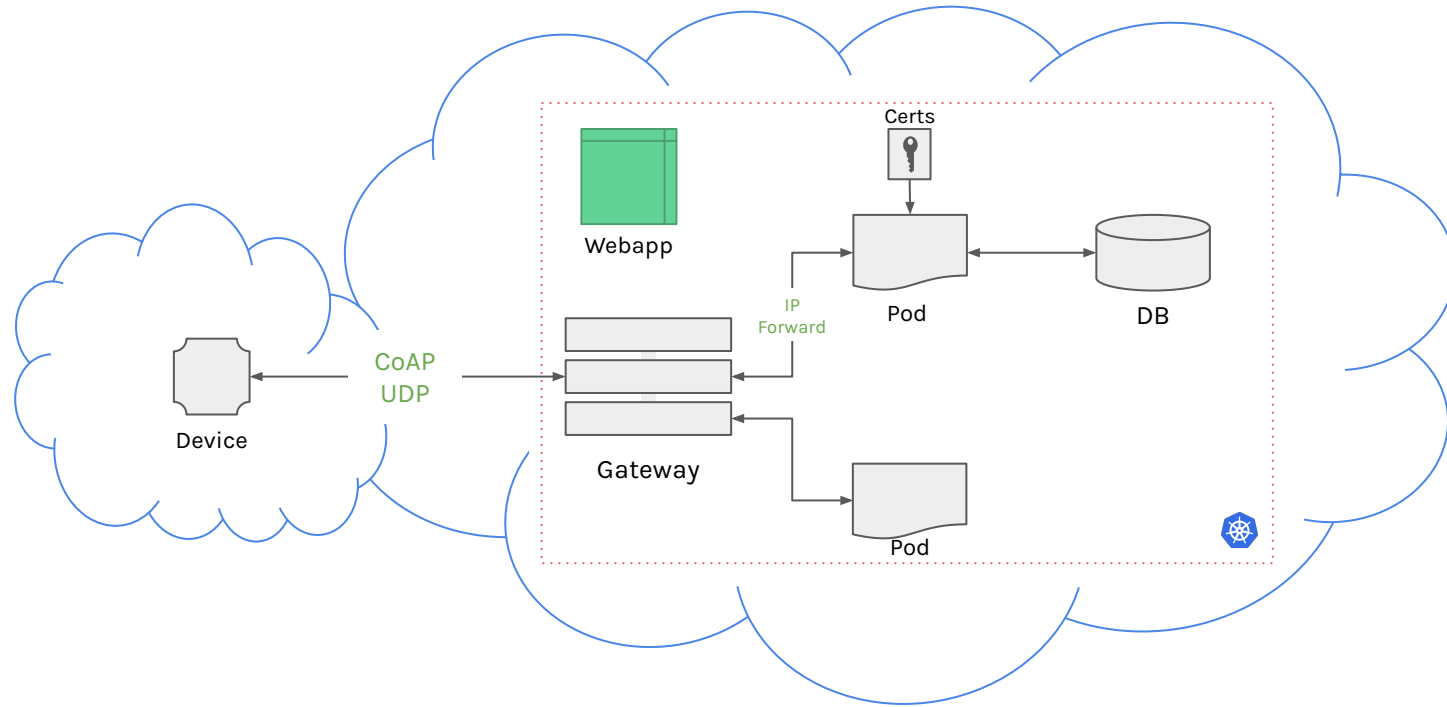 Certs
Webapp
IP
Forward
Pod
DB
CoAP
UDP
Device
Gateway
Pod